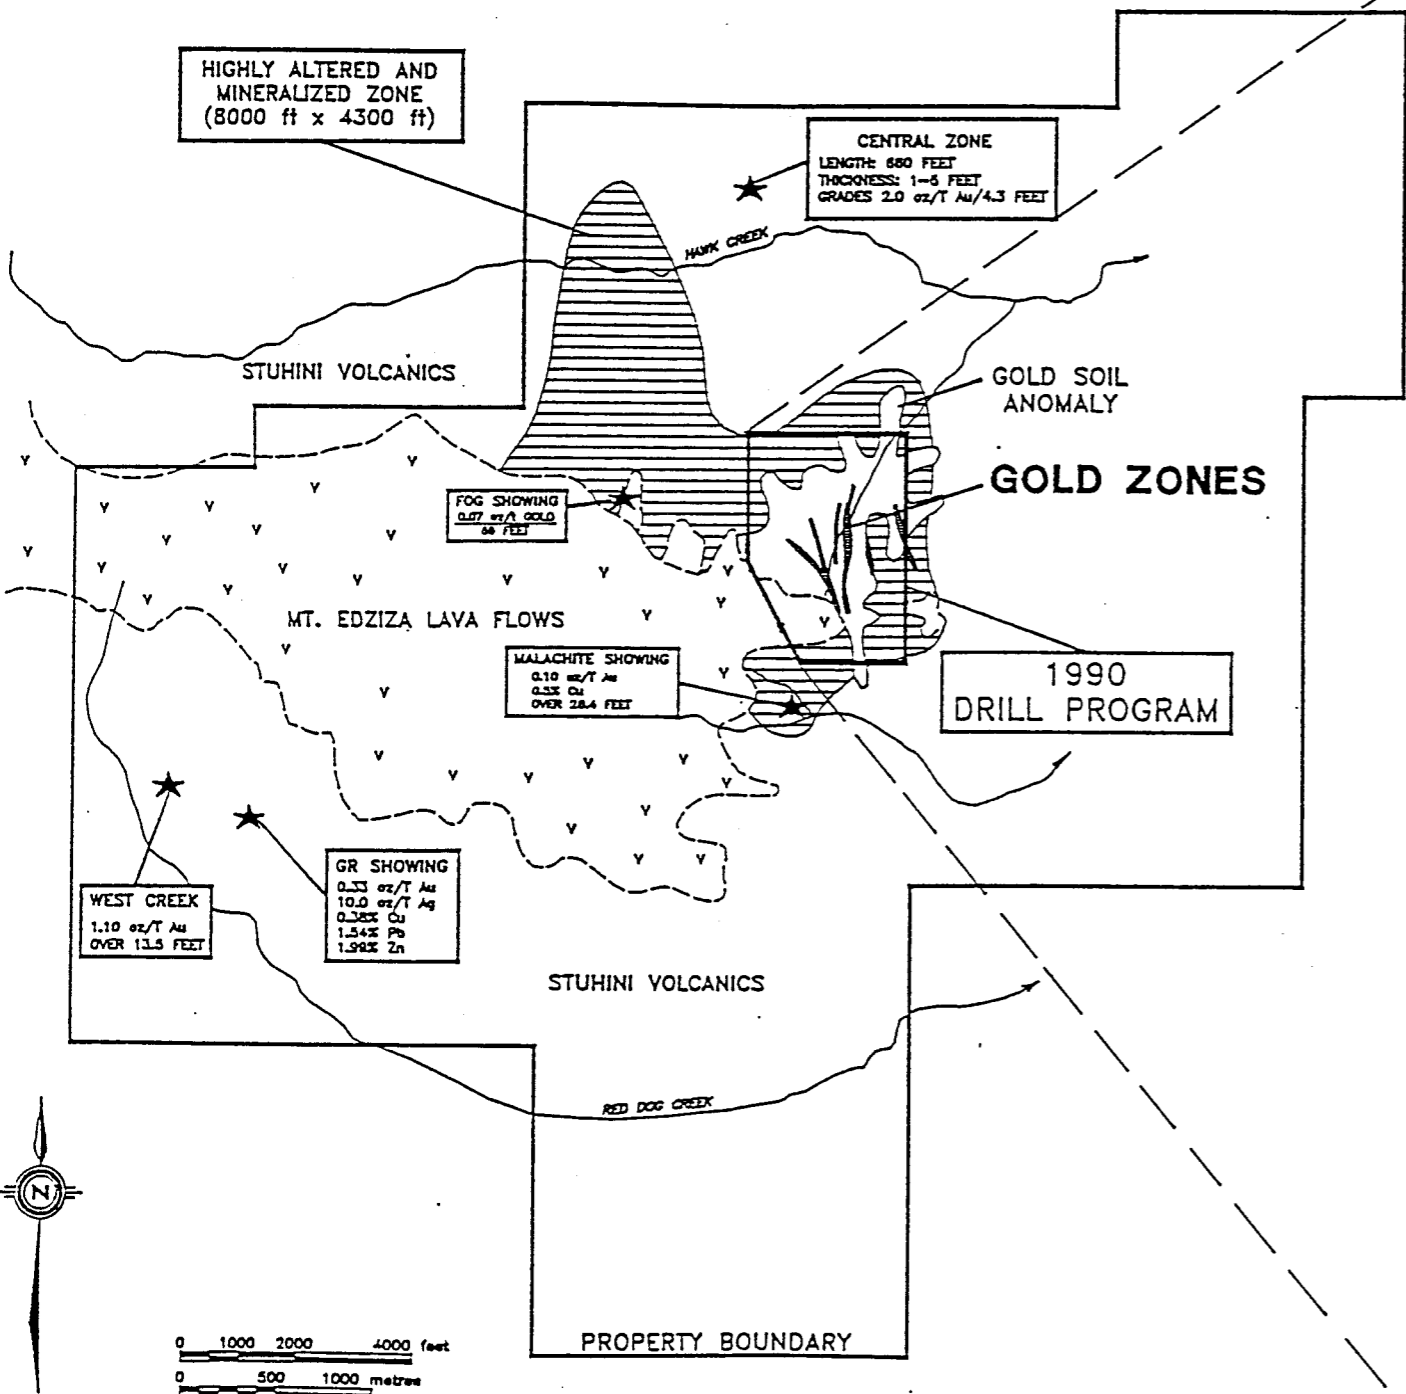 HIGHLY ALTERED AND
MINERALIZED ZONE
(8000 ft x 4300 ft)
CENTRAL ZONE
LENGTH: 660 FEET
THICKNESS: 1-6 FEET
GRADES 2.0 oz/T Au/4.3 FEET
HAWK CREEK
STUHINI VOLCANICS
GOLD SOIL
ANOMALY
GOLD ZONES
FOG SHOWING
0.07 oz/t GOLD
FEET
MT. EDZIZA LAVA FLOWS
MALACHITE SHOWING
0.10 oz/T Au
0.5% Cu
OVER 26.4 FEET
1990
DRILL PROGRAM
GR SHOWING
0.33 oz/T Au
10.0 oz/T Ag
0.38% Cu
1.54% Pb
1.99% Zn
WEST CREEK
1.10 oz/T Au
OVER 13.5 FEET
STUHINI VOLCANICS
RED DOG CREEK
N
0 1000 2000 4000 feet
0 500 1000 metres
PROPERTY BOUNDARY